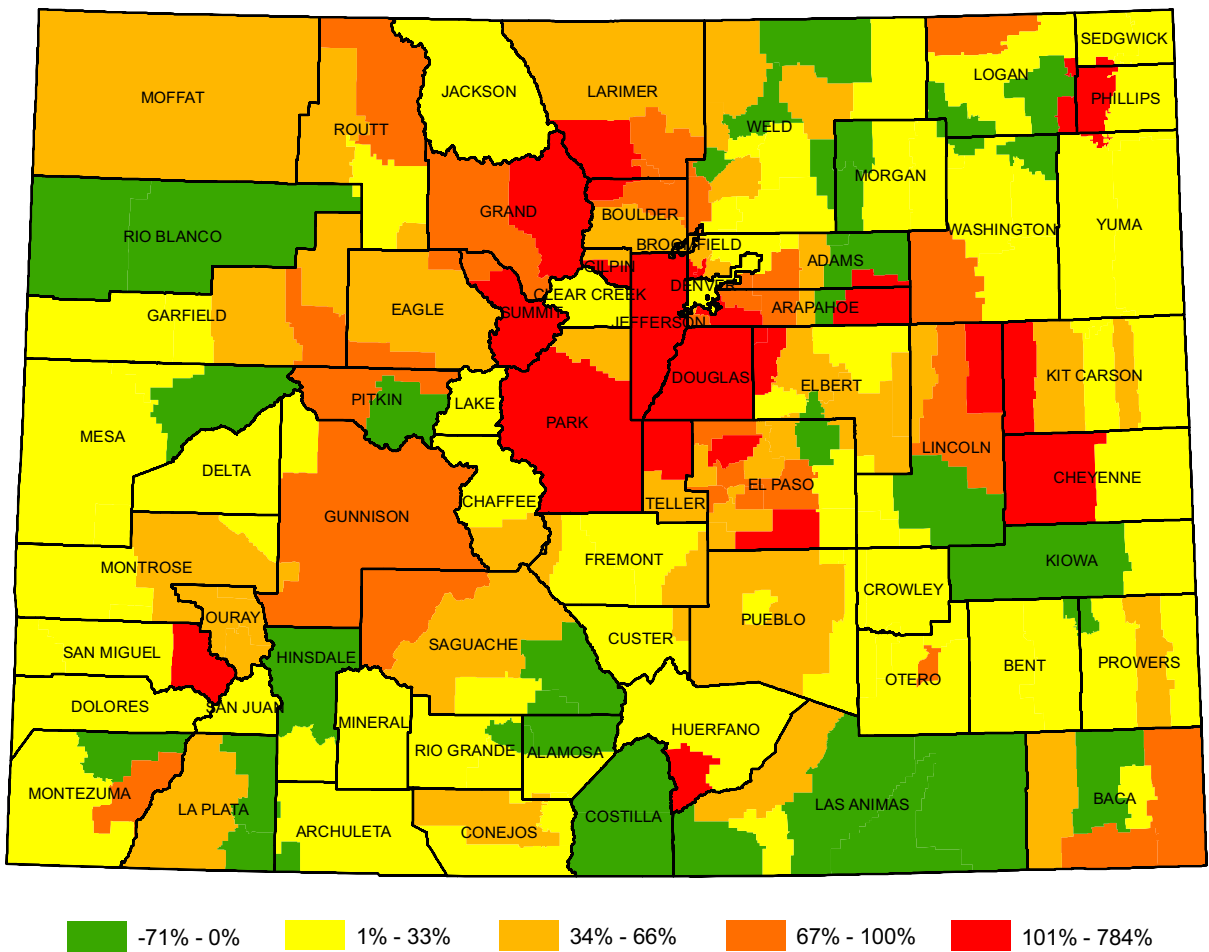 SEDGWICK
LOGAN
MOFFAT
JACKSON
LARIMER
PHILLIPS
WELD
ROUTT
MORGAN
GRAND
BOULDER
YUMA
WASHINGTON
RIO BLANCO
BROOMFIELD
ADAMS
GILPIN
DENVER
CLEAR CREEK
EAGLE
ARAPAHOE
SUMMIT
GARFIELD
JEFFERSON
DOUGLAS
KIT CARSON
ELBERT
PITKIN
LAKE
PARK
MESA
LINCOLN
DELTA
CHEYENNE
EL PASO
CHAFFEE
TELLER
GUNNISON
FREMONT
KIOWA
MONTROSE
CROWLEY
OURAY
PUEBLO
CUSTER
SAGUACHE
SAN MIGUEL
HINSDALE
PROWERS
BENT
OTERO
DOLORES
SAN JUAN
MINERAL
HUERFANO
RIO GRANDE
ALAMOSA
MONTEZUMA
BACA
LAS ANIMAS
LA PLATA
COSTILLA
ARCHULETA
CONEJOS
-71% - 0%
1% - 33%
34% - 66%
67% - 100%
101% - 784%